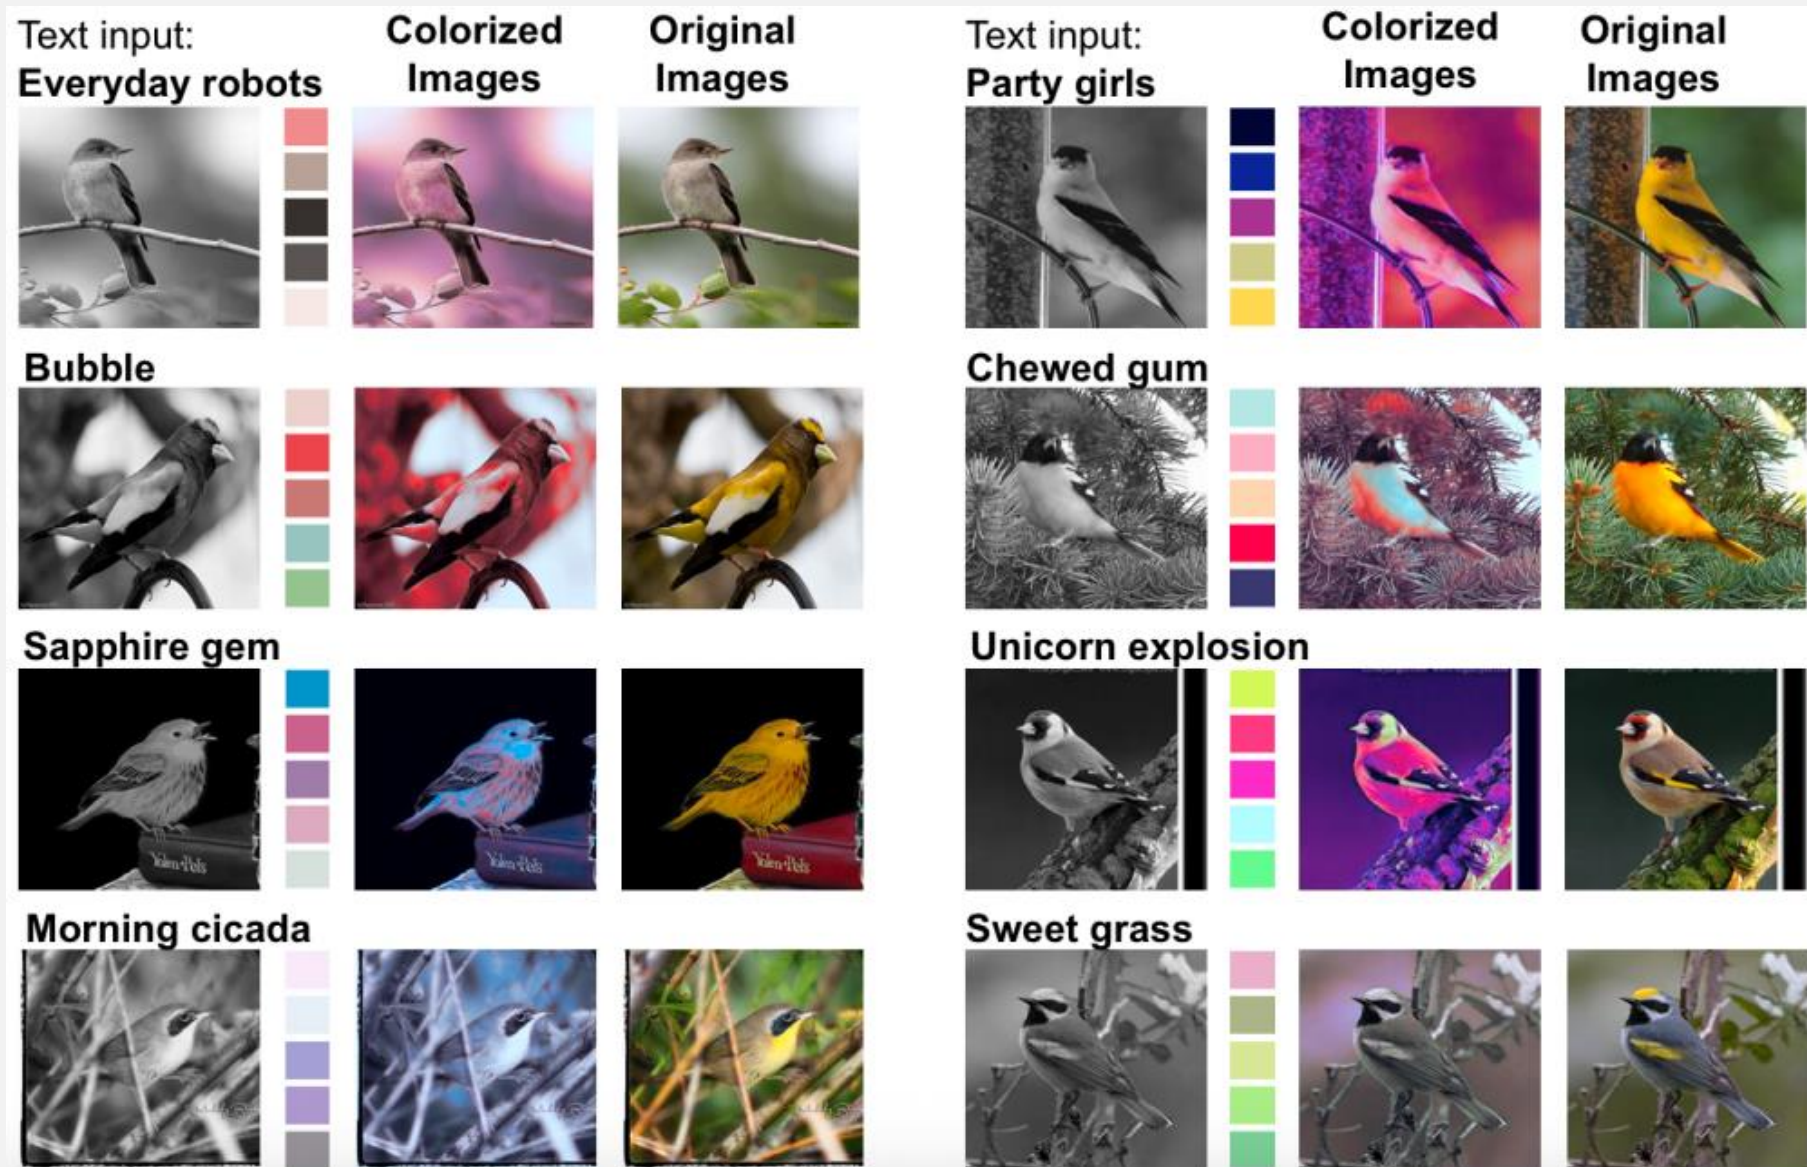 Text input:
Everyday robots
Colorized
Images
Original
Images
Bubble
Sapphire gem
Morning cicada
Text input:
Party girls
Colorized
Images
Original
Images
Chewed gum
Unicorn explosion
Sweet grass